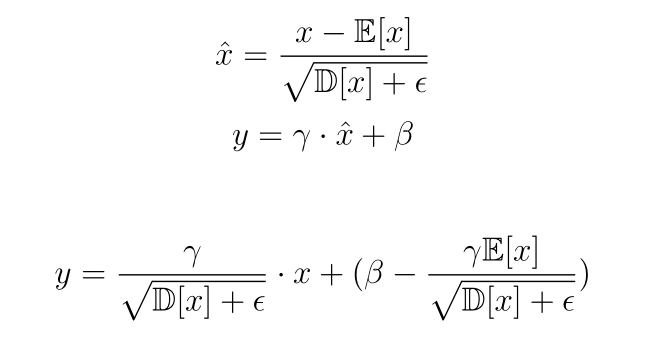 x̂ = (x − 𝔼[x]) / √(𝔻[x] + ϵ)
y = γ · x̂ + β
y = γ / √(𝔻[x] + ϵ) · x + (β − γ𝔼[x] / √(𝔻[x] + ϵ))